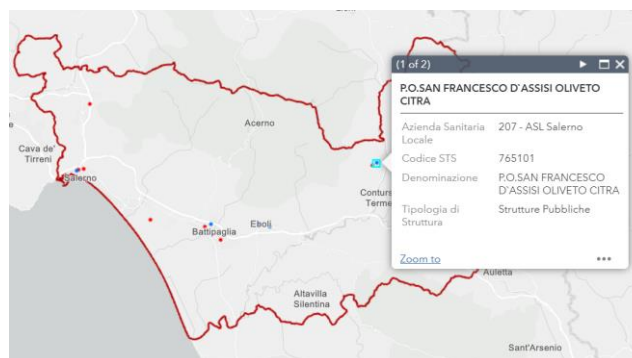 (1 of 2)
P.O.SAN FRANCESCO D'ASSISI OLIVETO
CITRA
Azienda Sanitaria 207 - ASL Salerno
Locale
Codice STS 765101
Denominazione P.O.SAN FRANCESCO
D'ASSISI OLIVETO CITRA
Tipologia di Strutture Pubbliche
Struttura
Zoom to
Acerno
Cava de'
Tirreni
Salerno
Contur
Terme
Battipaglia
Eboli
Auletta
Altavilla
Silentina
Sant'Arsenio